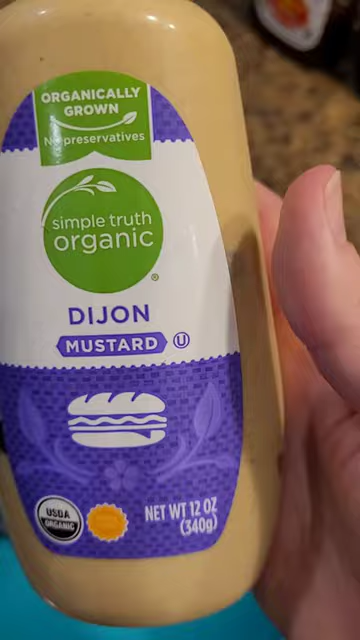 ORGANICALLY
GROWN
No preservatives
simple truth
organic
®
DIJON
MUSTARD U
USDA
ORGANIC
NET WT 12 OZ
(340g)